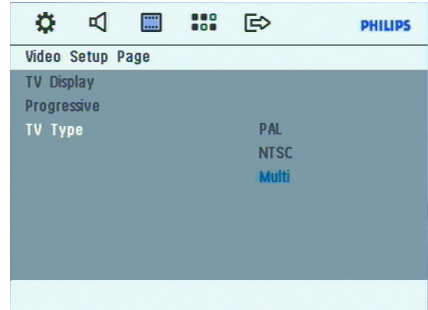 PHILIPS
Video Setup Page
TV Display
Progressive
TV Type PAL
NTSC
Multi